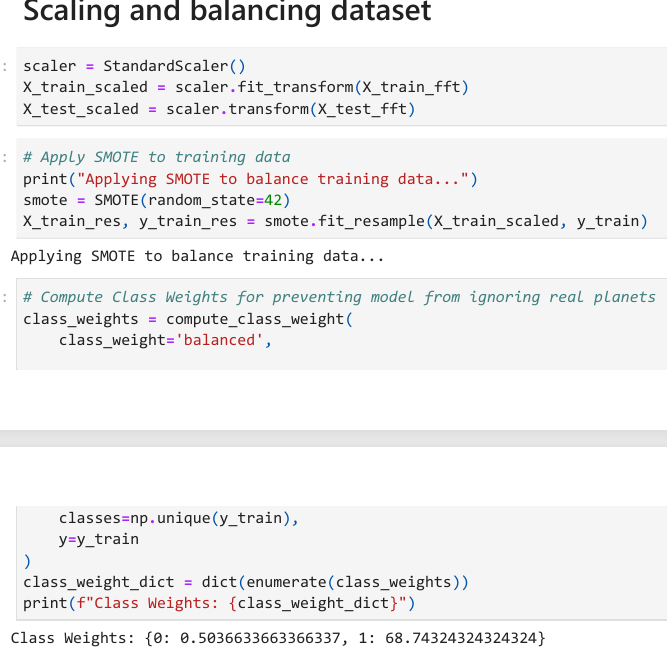 Scaling and balancing dataset
: scaler = StandardScaler()
X_train_scaled = scaler.fit_transform(X_train_fft)
X_test_scaled = scaler.transform(X_test_fft)
: # Apply SMOTE to training data
print("Applying SMOTE to balance training data...")
smote = SMOTE(random_state=42)
X_train_res, y_train_res = smote.fit_resample(X_train_scaled, y_train)
Applying SMOTE to balance training data...
: # Compute Class Weights for preventing model from ignoring real planets
class_weights = compute_class_weight(
    class_weight='balanced',
    classes=np.unique(y_train),
    y=y_train
)
class_weight_dict = dict(enumerate(class_weights))
print(f"Class Weights: {class_weight_dict}")
Class Weights: {0: 0.5036633663366337, 1: 68.74324324324324}